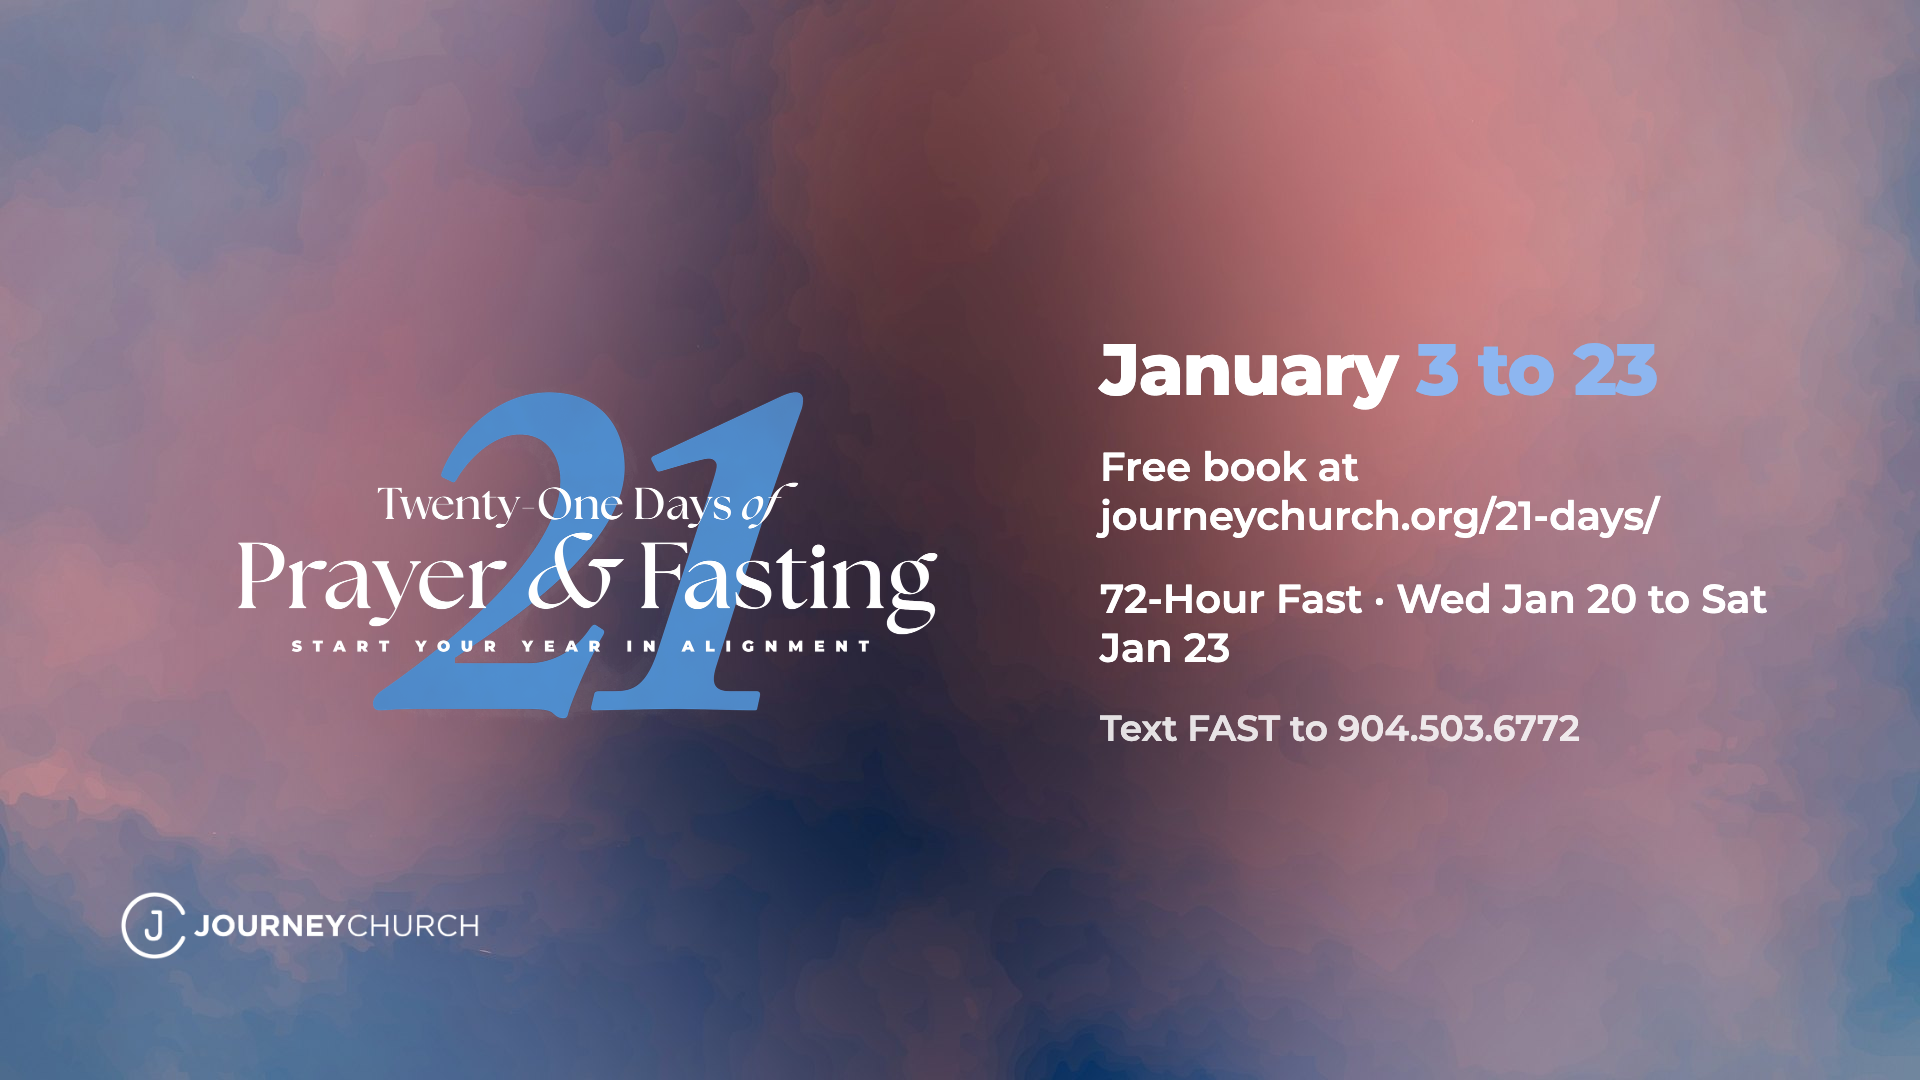 21
Twenty-One Days of
Prayer & Fasting
START YOUR YEAR IN ALIGNMENT
January 3 to 23
Free book at
journeychurch.org/21-days/
72-Hour Fast · Wed Jan 20 to Sat
Jan 23
Text FAST to 904.503.6772
J JOURNEYCHURCH